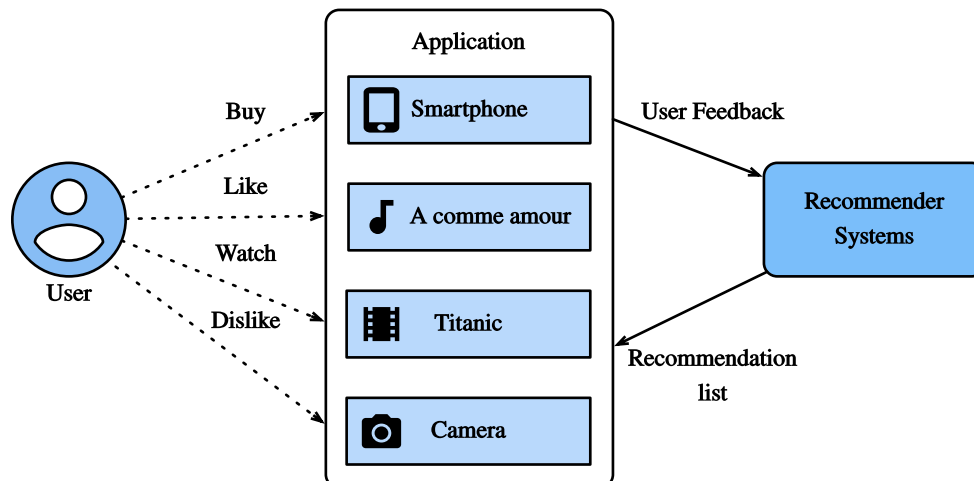 Application
Buy
Smartphone
User Feedback
Like
A comme amour
Recommender
Systems
Watch
User
Dislike
Titanic
Recommendation
list
Camera